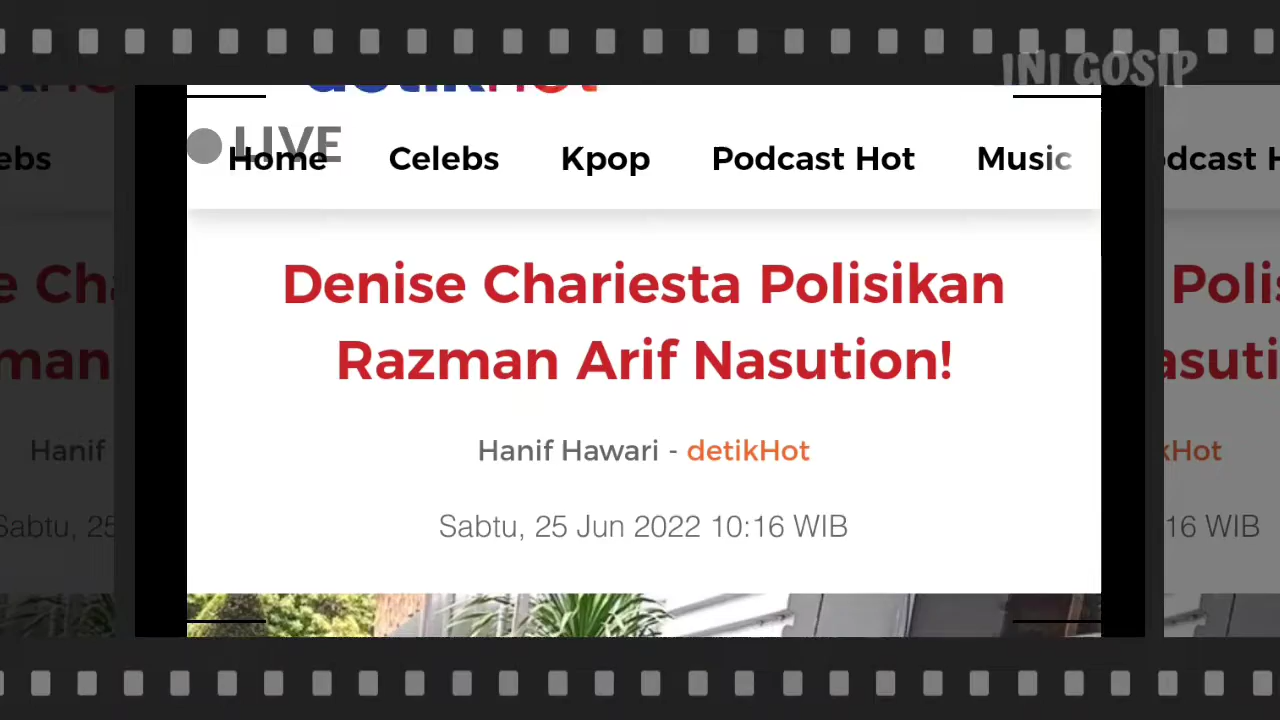 INI GOSIP
detikHot
LIVE
Home Celebs Kpop Podcast Hot Music
Denise Chariesta Polisikan
Razman Arif Nasution!
Hanif Hawari - detikHot
Sabtu, 25 Jun 2022 10:16 WIB